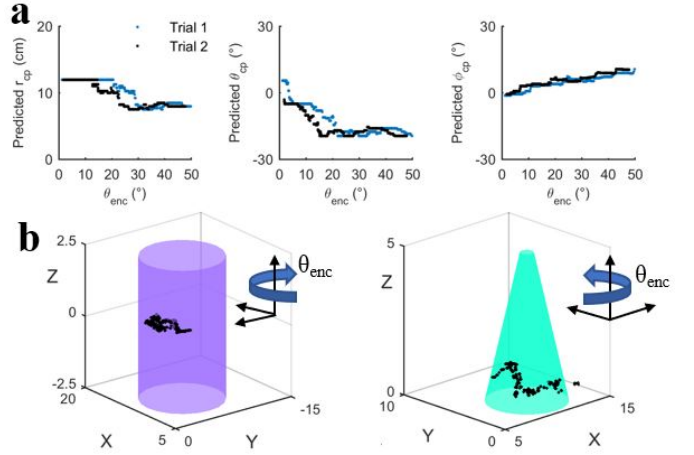 a
Trial 1
Trial 2
Predicted r_cp (cm)
20
10
0
0 10 20 30 40 50
θ_enc (°)
Predicted θ_cp (°)
30
0
-30
0 10 20 30 40 50
θ_enc (°)
Predicted ϕ_cp (°)
30
0
-30
0 10 20 30 40 50
θ_enc (°)
b
2.5
Z
0
-2.5
20
X
5
0
Y
-15
θenc
5
Z
0
10
Y
0
5
X
15
θenc